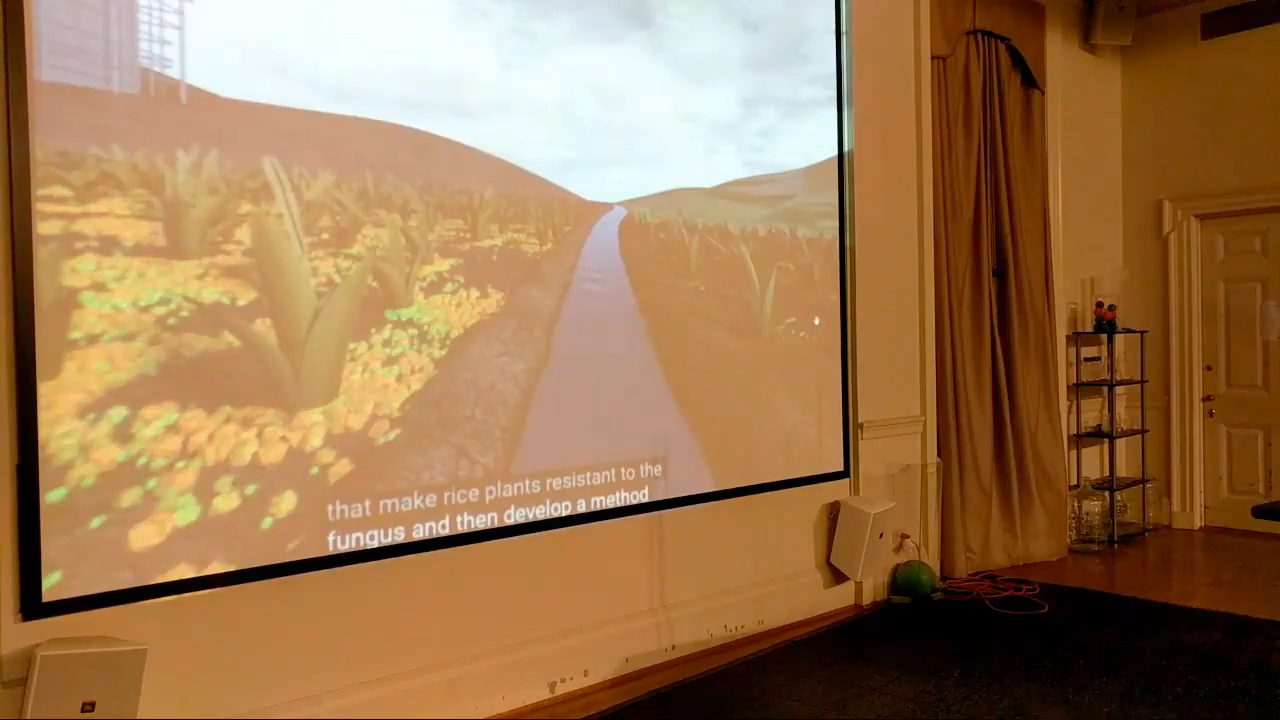 that make rice plants resistant to the
fungus and then develop a method